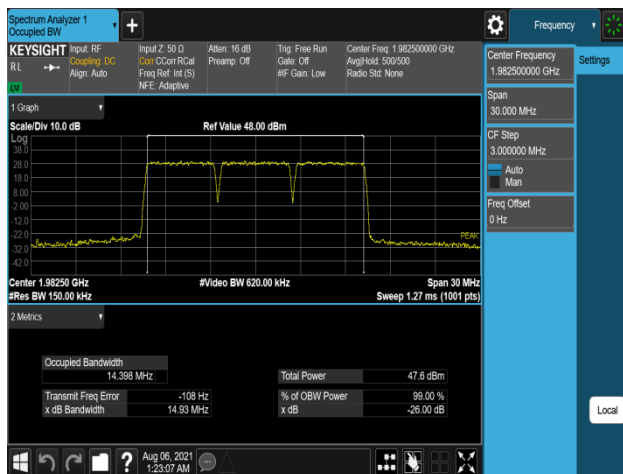 Spectrum Analyzer 1
Occupied BW
+
Frequency
KEYSIGHT
RL
LW
Input: RF
Coupling: DC
Align: Auto
Input Z: 50 Ω
Corr CCorr RCal
Freq Ref: Int (S)
NFE: Adaptive
Atten: 16 dB
Preamp: Off
Trig: Free Run
Gate: Off
#IF Gain: Low
Center Freq: 1.982500000 GHz
Avg|Hold: 500/500
Radio Std: None
Center Frequency
1.982500000 GHz
Settings
Span
30.000 MHz
CF Step
3.000000 MHz
Auto
Man
Freq Offset
0 Hz
1 Graph
Scale/Div 10.0 dB
Ref Value 48.00 dBm
Log
38.0
28.0
18.0
8.00
-2.00
-12.0
-22.0
-32.0
-42.0
PEAK
Center 1.98250 GHz
#Video BW 620.00 kHz
Span 30 MHz
#Res BW 150.00 kHz
Sweep 1.27 ms (1001 pts)
2 Metrics
Occupied Bandwidth
14.398 MHz
Total Power
47.6 dBm
Transmit Freq Error
-108 Hz
% of OBW Power
99.00 %
x dB Bandwidth
14.93 MHz
x dB
-26.00 dB
Local
?
Aug 06, 2021
1:23:07 AM